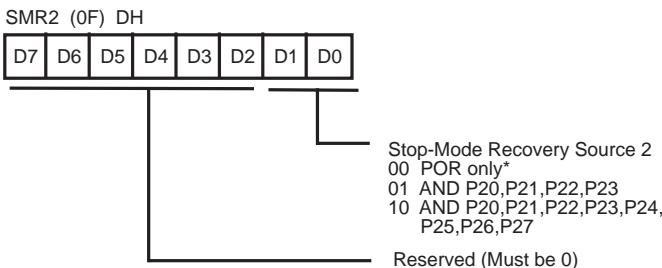 SMR2 (0F) DH
D7 D6 D5 D4 D3 D2 D1 D0
Stop-Mode Recovery Source 2
00 POR only*
01 AND P20,P21,P22,P23
10 AND P20,P21,P22,P23,P24,
P25,P26,P27
Reserved (Must be 0)